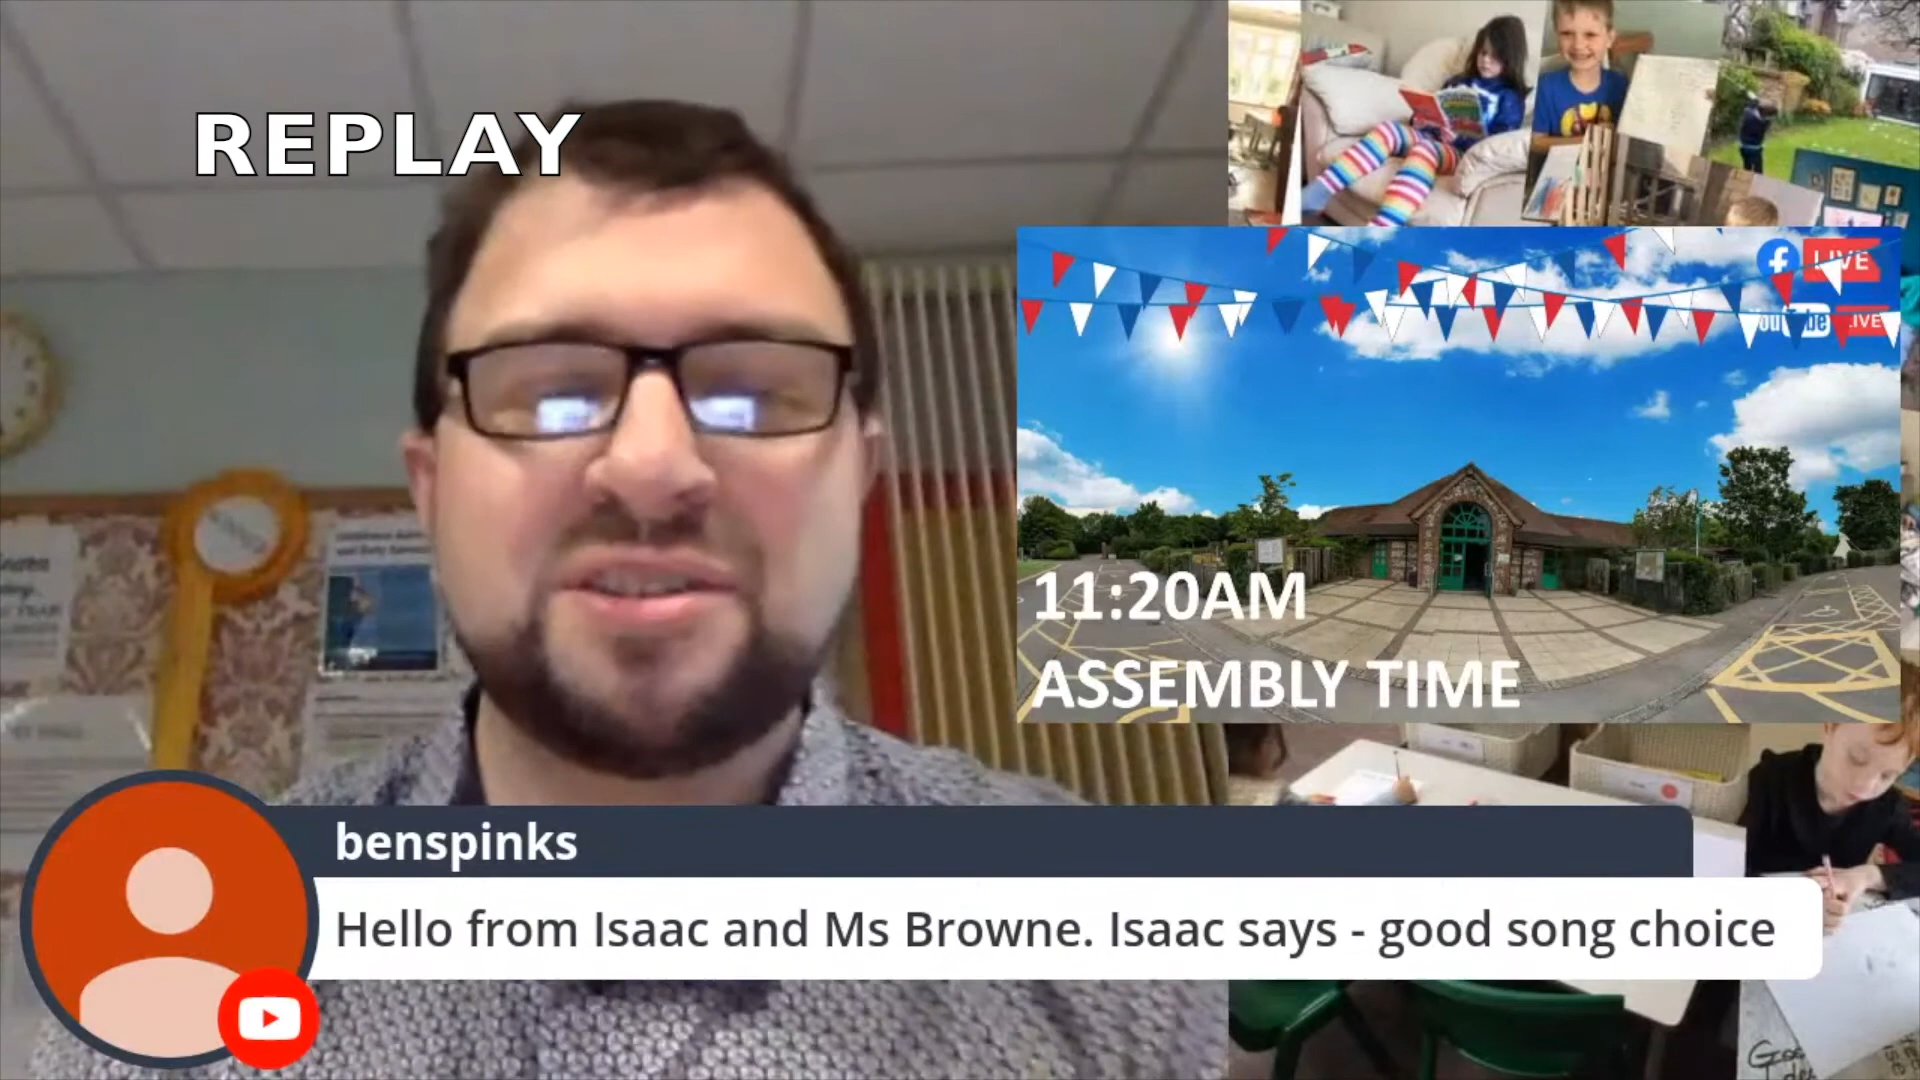 REPLAY
LIVE
YouTube LIVE
11:20AM
ASSEMBLY TIME
benspinks
Hello from Isaac and Ms Browne. Isaac says - good song choice